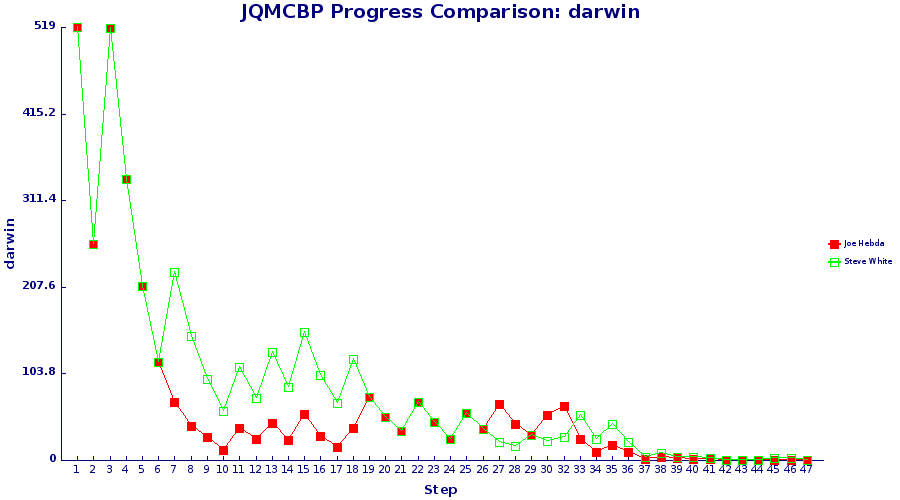 JQMCBP Progress Comparison: darwin
519
415.2
311.4
207.6
103.8
0
darwin
1 2 3 4 5 6 7 8 9 10 11 12 13 14 15 16 17 18 19 20 21 22 23 24 25 26 27 28 29 30 32 33 34 35 36 37 38 39 40 41 42 43 44 45 46 47
Step
Joe Hebda
Steve White